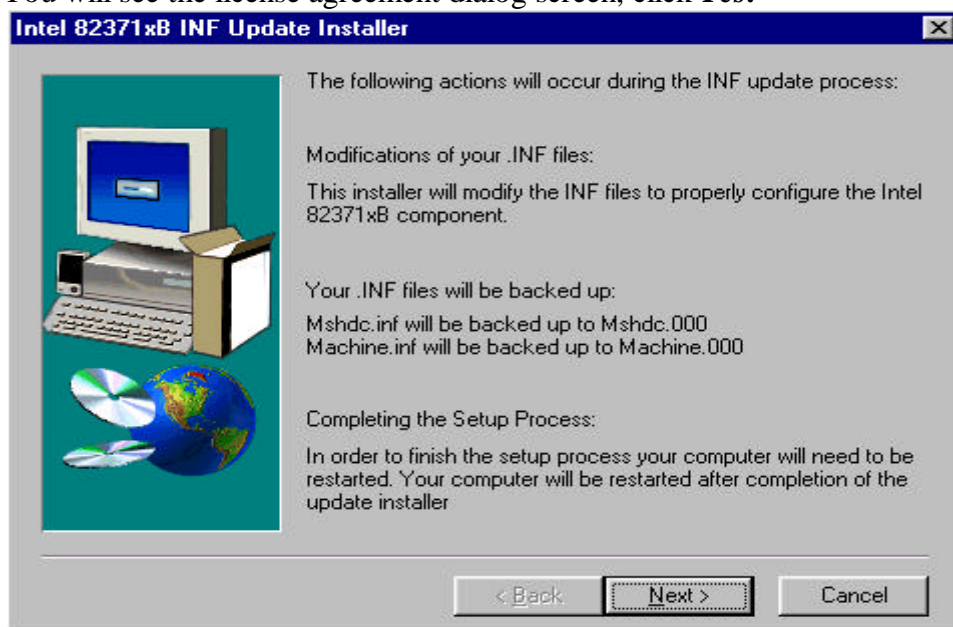 You will see the license agreement dialog screen, click Yes.
Intel 82371xB INF Update Installer
The following actions will occur during the INF update process:
Modifications of your .INF files:
This installer will modify the INF files to properly configure the Intel
82371xB component.
Your .INF files will be backed up:
Mshdc.inf will be backed up to Mshdc.000
Machine.inf will be backed up to Machine.000
Completing the Setup Process:
In order to finish the setup process your computer will need to be
restarted. Your computer will be restarted after completion of the
update installer
< Back
Next >
Cancel